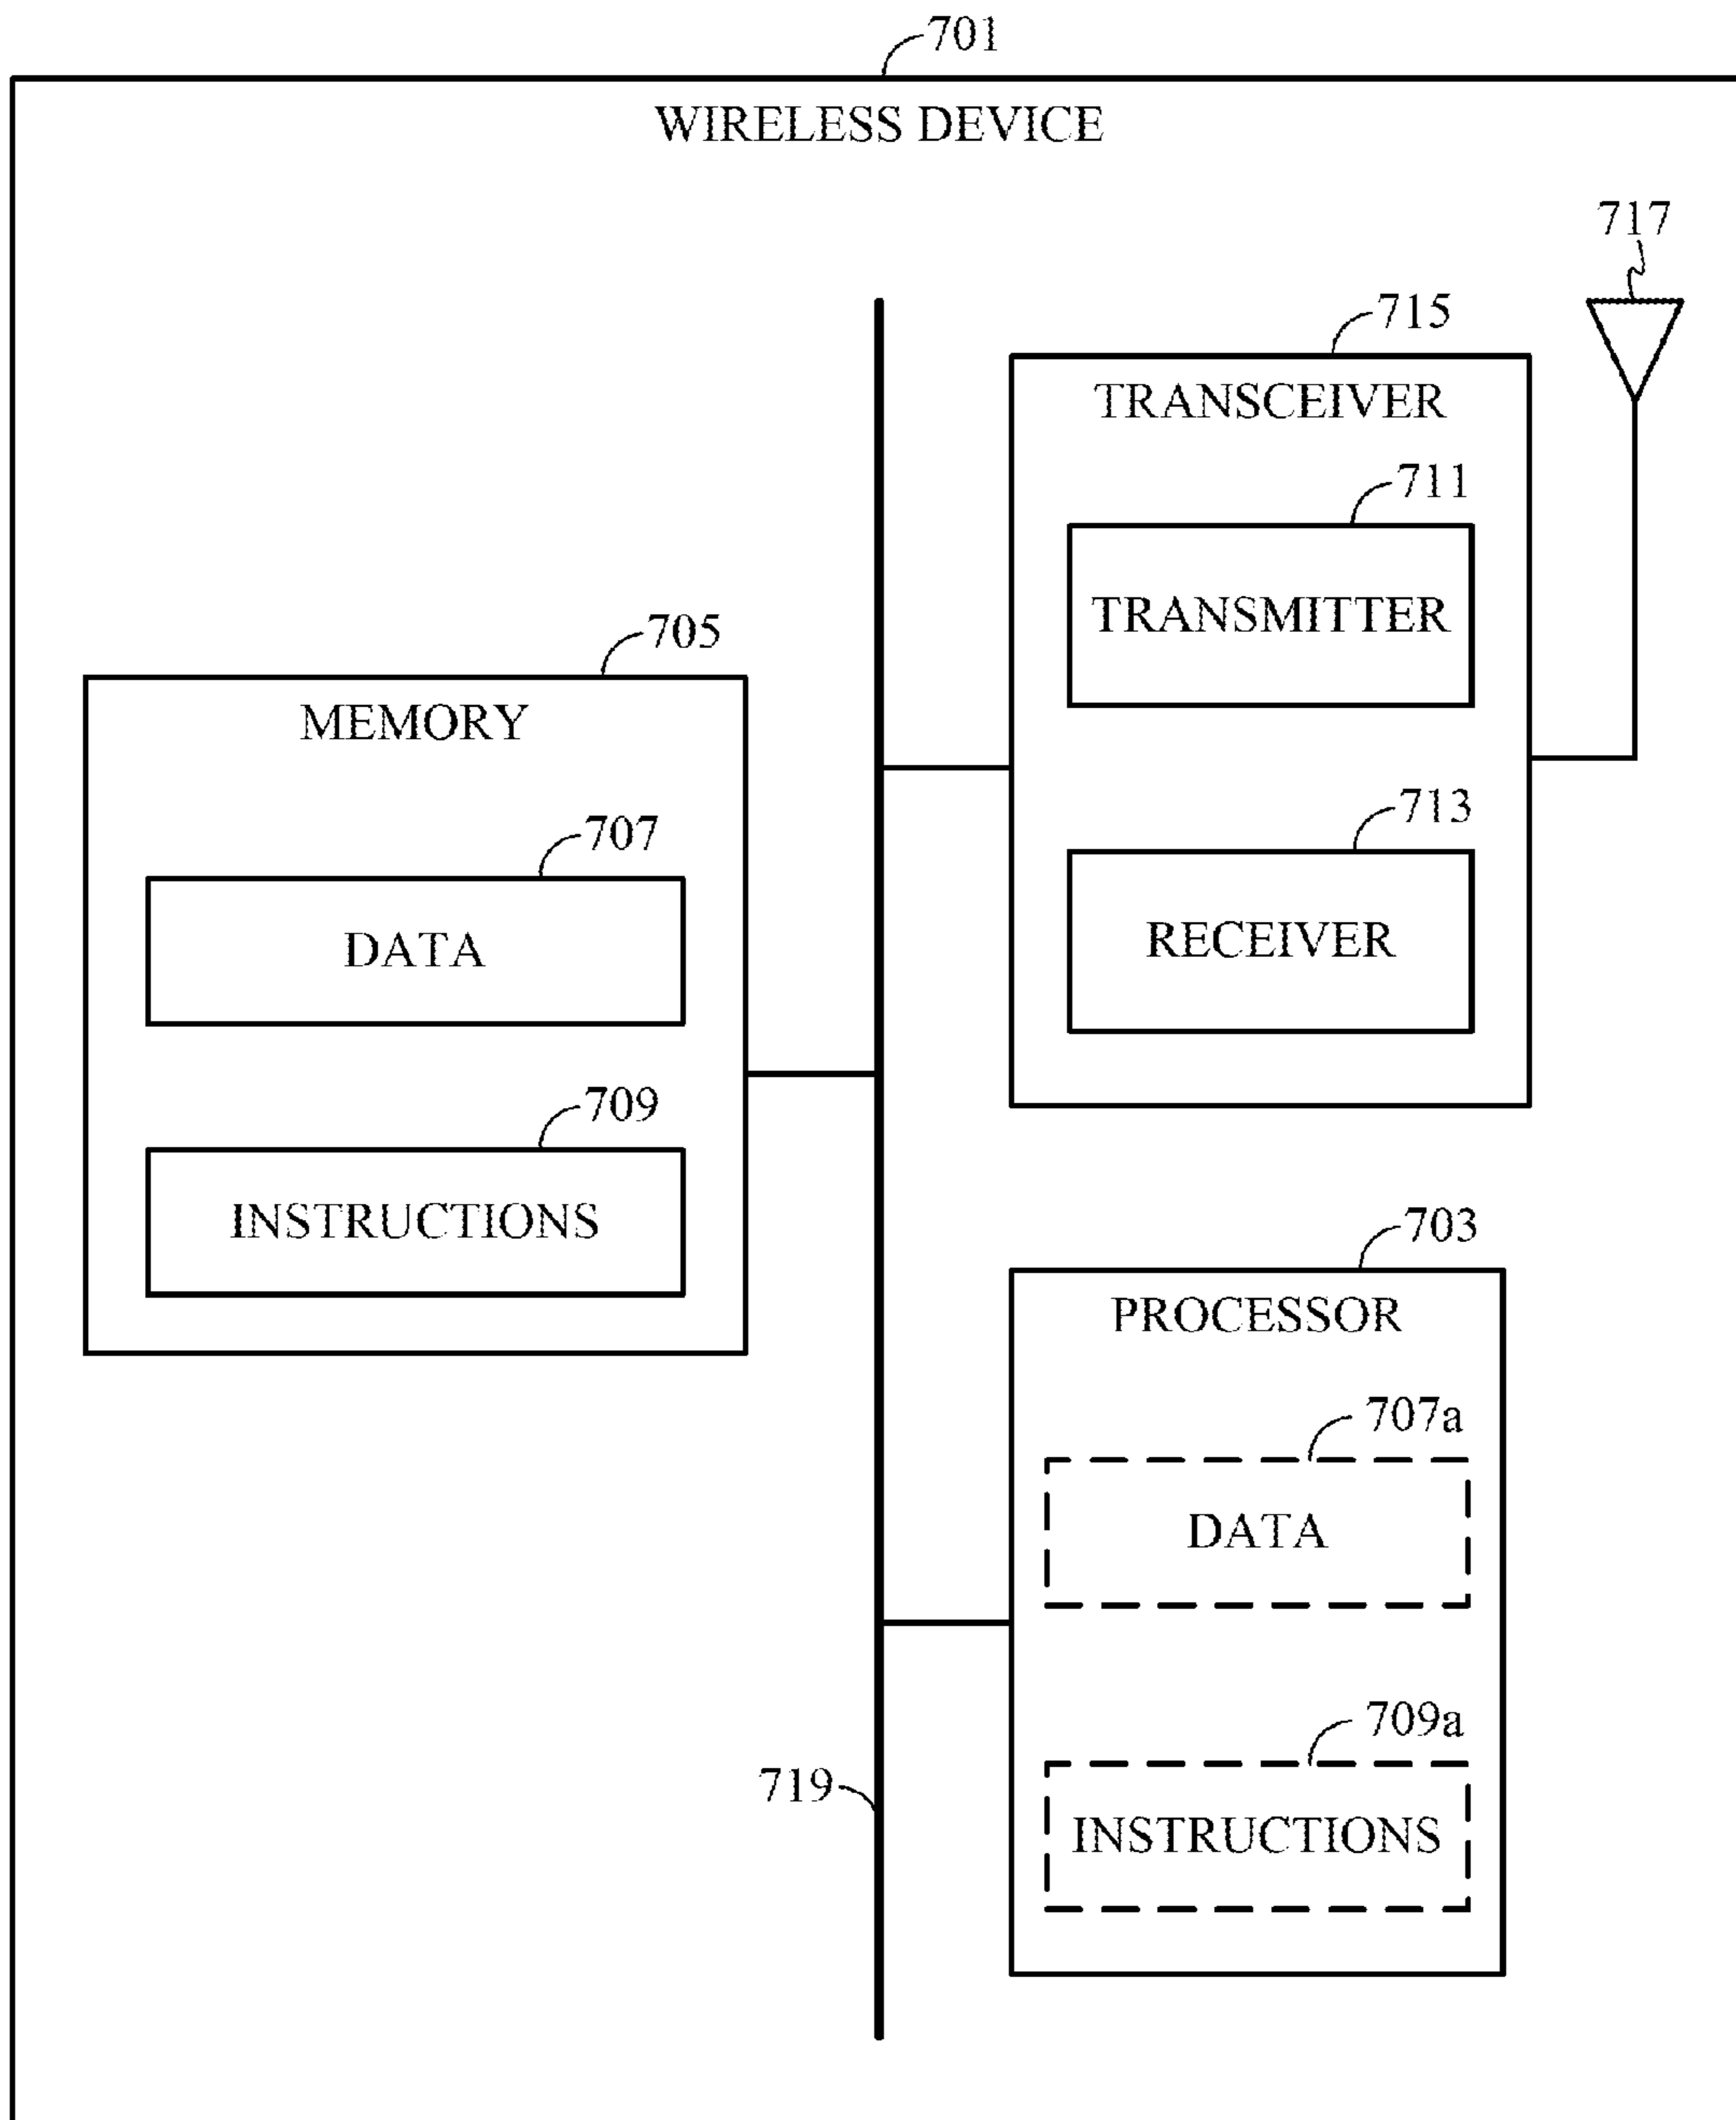 701
WIRELESS DEVICE
717
715
TRANSCEIVER
711
TRANSMITTER
705
MEMORY
713
707
RECEIVER
DATA
709
INSTRUCTIONS
703
PROCESSOR
707a
DATA
709a
719
INSTRUCTIONS